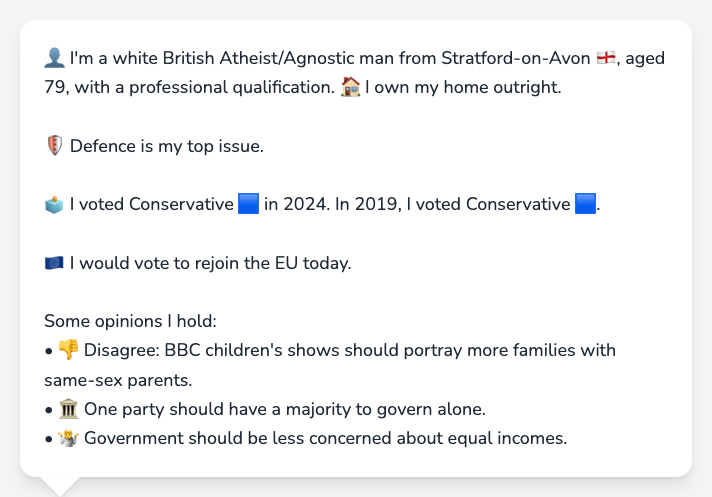 👤 I'm a white British Atheist/Agnostic man from Stratford-on-Avon 🏴󠁧󠁢󠁥󠁮󠁧󠁿, aged
79, with a professional qualification. 🏠 I own my home outright.
🛡️ Defence is my top issue.
🗳️ I voted Conservative 🟦 in 2024. In 2019, I voted Conservative 🟦.
🇪🇺 I would vote to rejoin the EU today.
Some opinions I hold:
• 👎 Disagree: BBC children's shows should portray more families with
same-sex parents.
• 🏛️ One party should have a majority to govern alone.
• 🤷 Government should be less concerned about equal incomes.